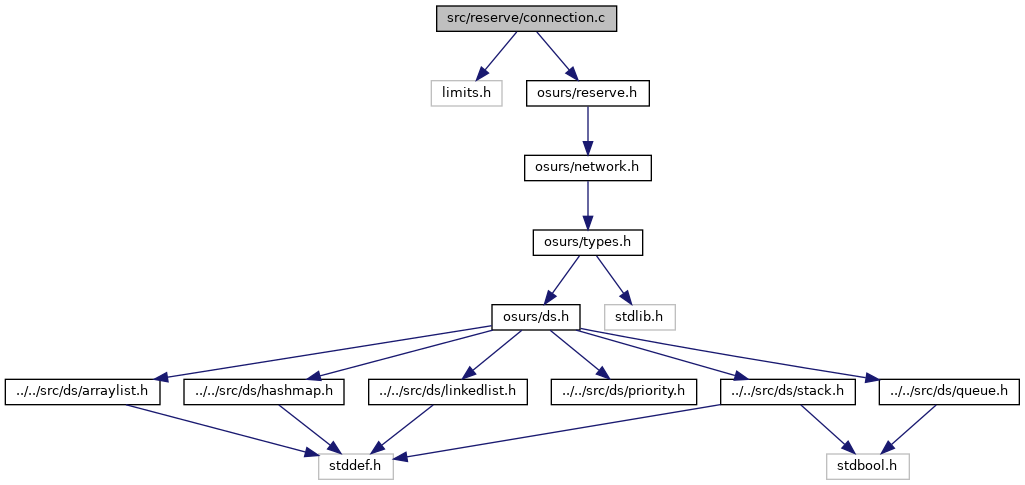 src/reserve/connection.c
limits.h
osurs/reserve.h
osurs/network.h
osurs/types.h
osurs/ds.h
stdlib.h
../../src/ds/arraylist.h
../../src/ds/hashmap.h
../../src/ds/linkedlist.h
../../src/ds/priority.h
../../src/ds/stack.h
../../src/ds/queue.h
stddef.h
stdbool.h